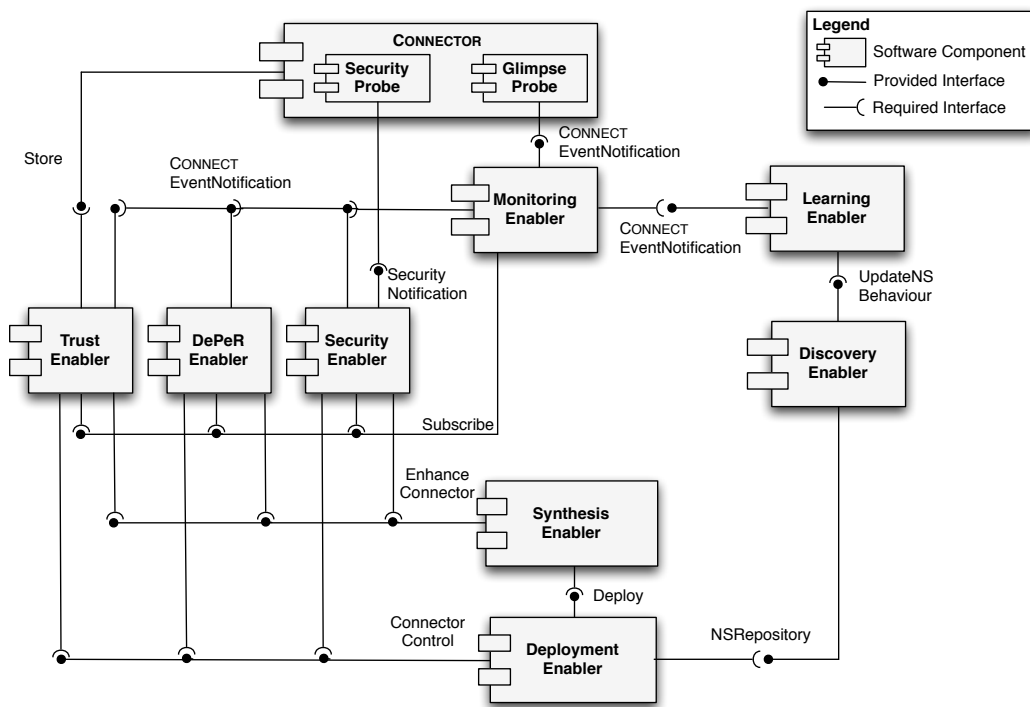 CONNECTOR
Security
Probe
Glimpse
Probe
Legend
Software Component
Provided Interface
Required Interface
Store
CONNECT
EventNotification
CONNECT
EventNotification
Monitoring
Enabler
Learning
Enabler
CONNECT
EventNotification
Security
Notification
UpdateNS
Behaviour
Trust
Enabler
DePeR
Enabler
Security
Enabler
Discovery
Enabler
Subscribe
Enhance
Connector
Synthesis
Enabler
Deploy
Connector
Control
Deployment
Enabler
NSRepository